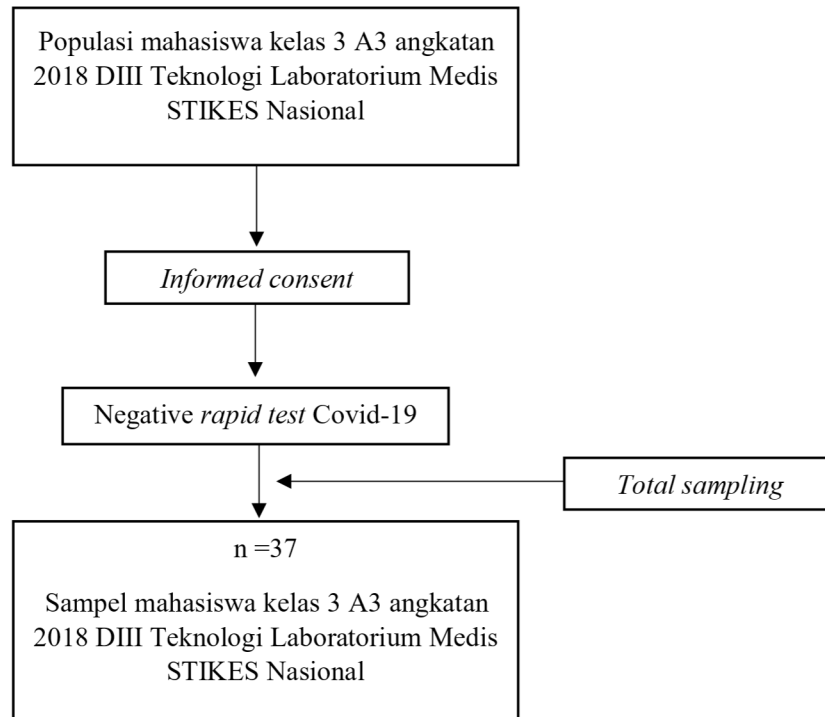 Populasi mahasiswa kelas 3 A3 angkatan
2018 DIII Teknologi Laboratorium Medis
STIKES Nasional
Informed consent
Negative rapid test Covid-19
Total sampling
n =37
Sampel mahasiswa kelas 3 A3 angkatan
2018 DIII Teknologi Laboratorium Medis
STIKES Nasional